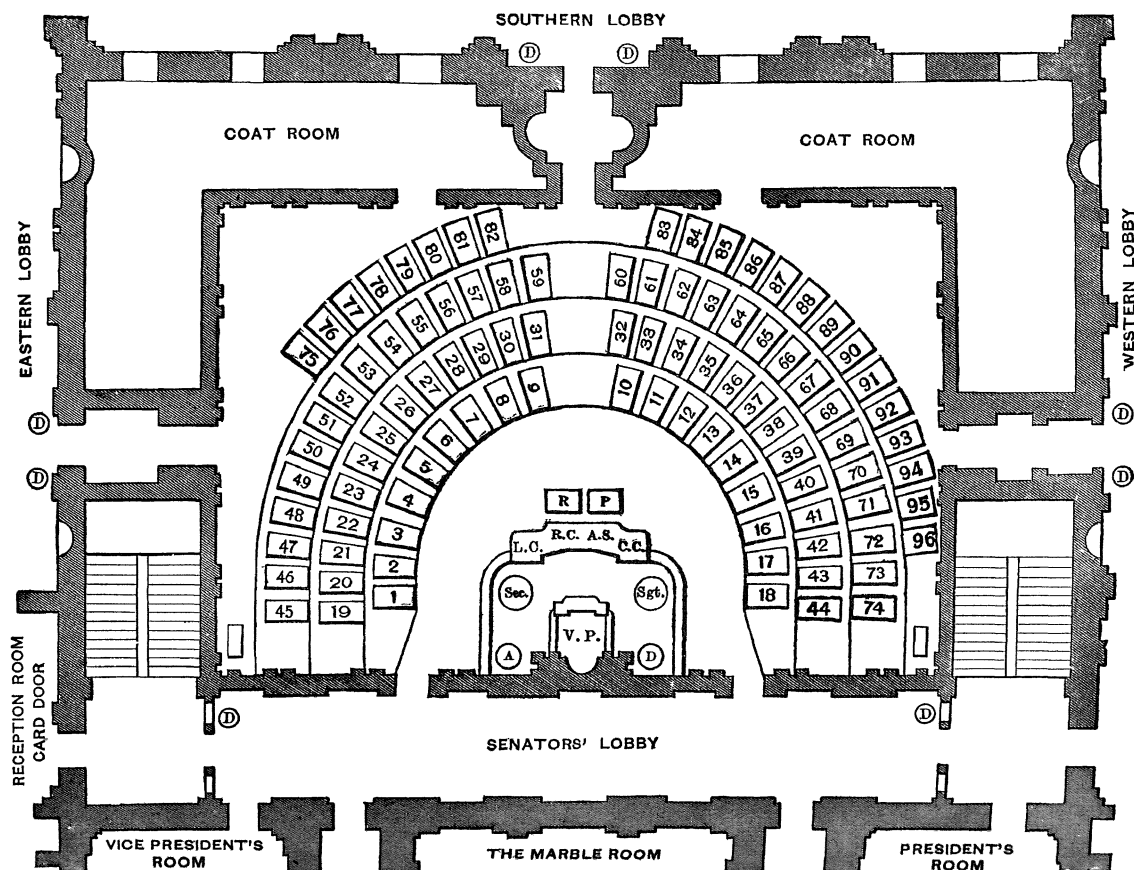 SOUTHERN LOBBY
D
D
COAT ROOM
COAT ROOM
EASTERN LOBBY
WESTERN LOBBY
75 76 77 78 79 80 81 82
83 84 85 86 87 88 89 90 91 92 93 94 95 96
45 46 47 48 49 50 51 52 53 54 55 56 57 58 59
60 61 62 63 64 65 66 67 68 69 70 71 72 73 74
19 20 21 22 23 24 25 26 27 28 29 30 31
32 33 34 35 36 37 38 39 40 41 42 43 44
1 2 3 4 5 6 7 8 9
10 11 12 13 14 15 16 17 18
D
D
D
D
R P
L.C. R.C. A.S. C.C.
Sec. Sgt.
V. P.
A D
RECEPTION ROOM
CARD DOOR
D
D
SENATORS' LOBBY
VICE PRESIDENT'S
ROOM
THE MARBLE ROOM
PRESIDENT'S
ROOM